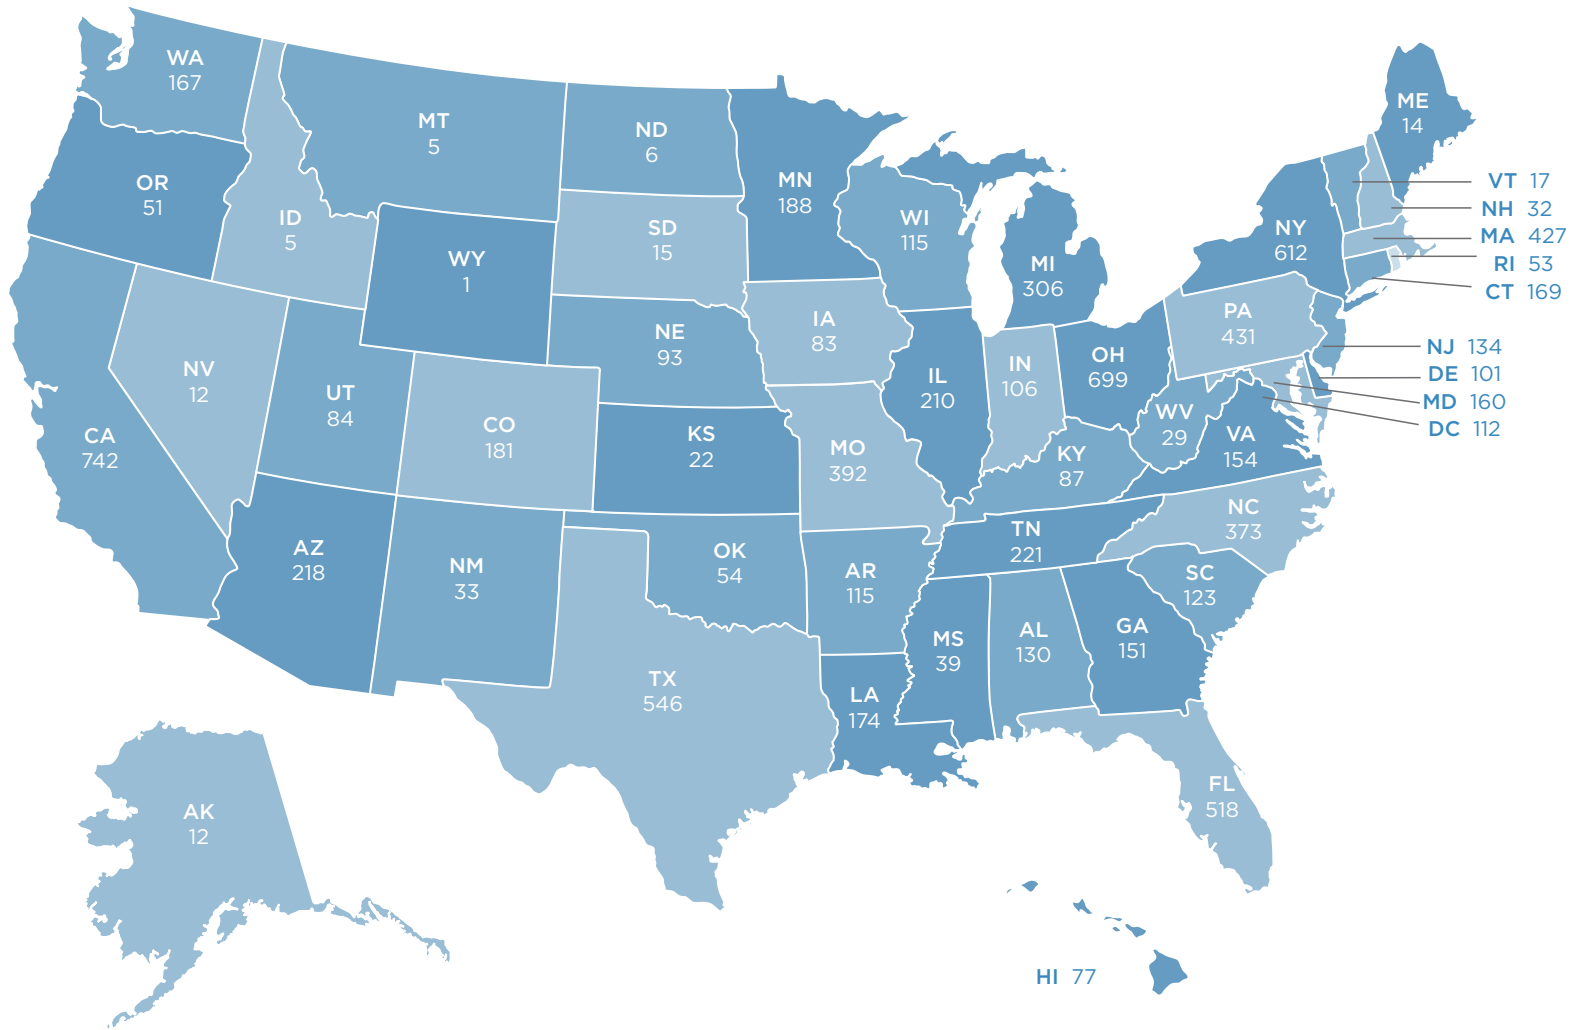 WA
167
MT
5
ND
6
ME
14
OR
51
ID
5
MN
188
WI
115
VT 17
NH 32
MA 427
RI 53
CT 169
SD
15
WY
1
MI
306
NY
612
NE
93
IA
83
PA
431
NV
12
UT
84
IL
210
IN
106
OH
699
NJ 134
DE 101
MD 160
DC 112
CA
742
CO
181
KS
22
MO
392
KY
87
WV
29
VA
154
AZ
218
NM
33
OK
54
AR
115
TN
221
NC
373
SC
123
TX
546
LA
174
MS
39
AL
130
GA
151
FL
518
AK
12
HI 77